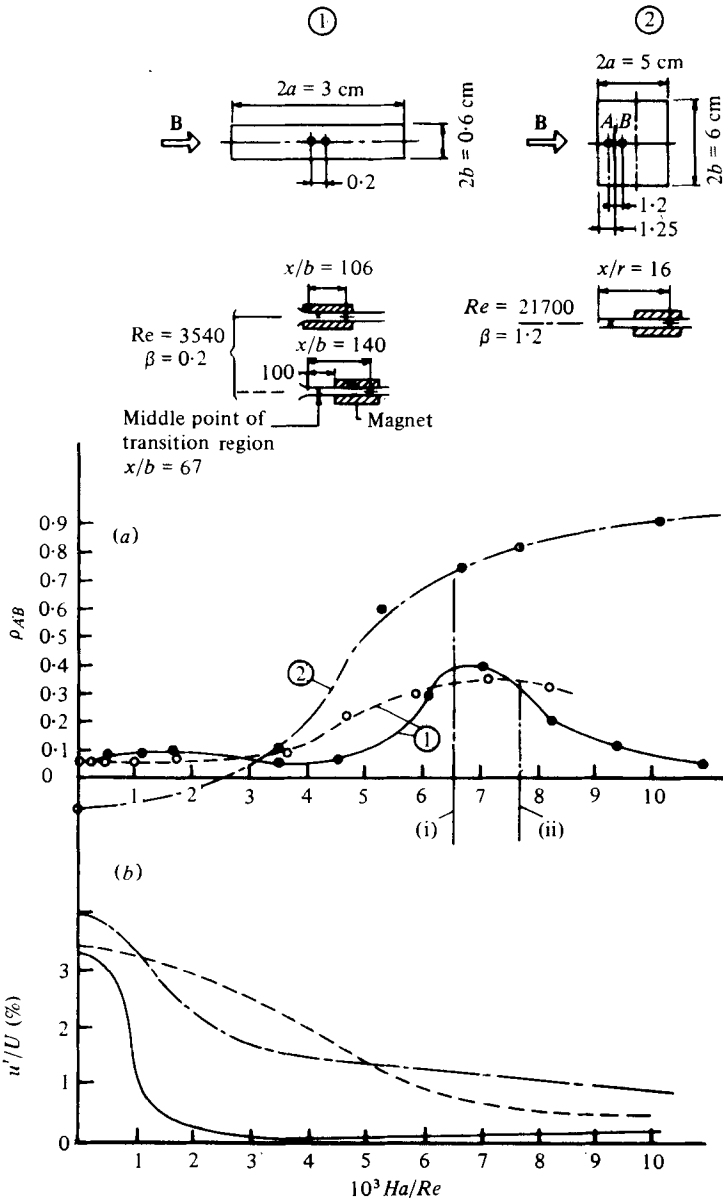 1 2
2a = 3 cm
B
2b = 0·6 cm
0·2
2a = 5 cm
B
A B
2b = 6 cm
1·2
1·25
x/b = 106
Re = 3540
β = 0·2
x/b = 140
100
Middle point of
transition region
x/b = 67
Magnet
x/r = 16
Re = 21700
β = 1·2
(a)
0·9
0·8
0·7
0·6
0·5
0·4
0·3
0·2
0·1
0
ρAB
2
1
1 2 3 4 5 6 7 8 9 10
(i) (ii)
(b)
3
2
1
0
u'/U (%)
1 2 3 4 5 6 7 8 9 10
10³ Ha/Re